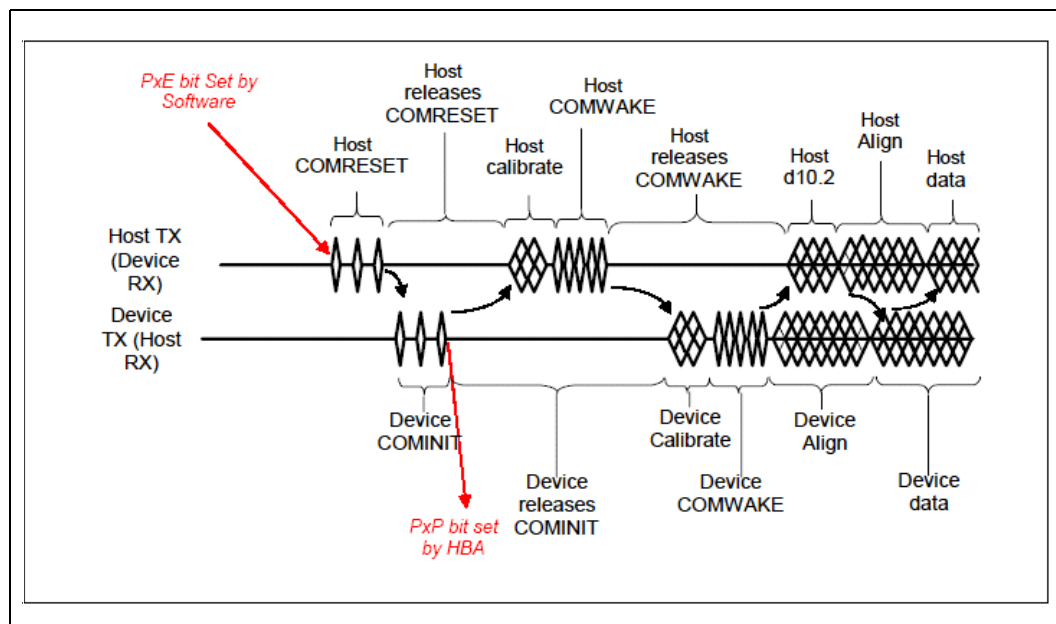 PxE bit Set by
Software
Host
COMRESET
Host
releases
COMRESET
Host
calibrate
Host
COMWAKE
Host
releases
COMWAKE
Host
d10.2
Host
Align
Host
data
Host TX
(Device
RX)
Device
TX (Host
RX)
Device
COMINIT
PxP bit set
by HBA
Device
releases
COMINIT
Device
Calibrate
Device
COMWAKE
Device
Align
Device
data